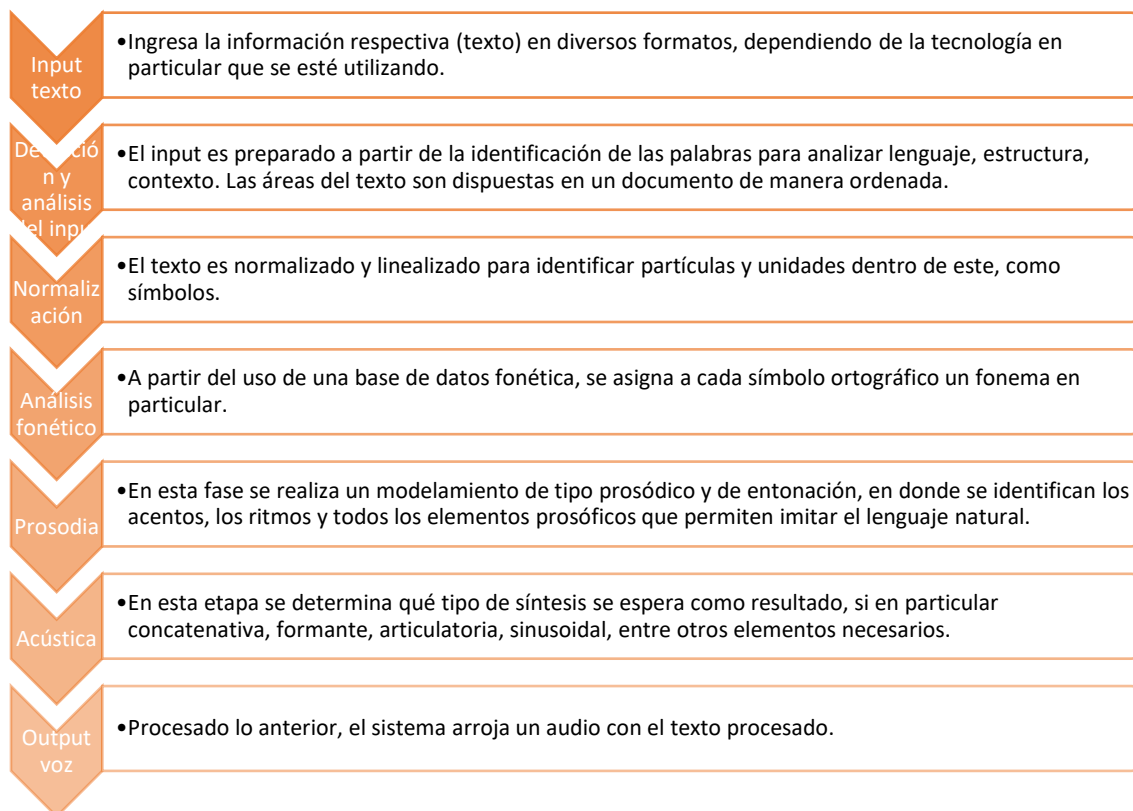 Input
texto
•Ingresa la información respectiva (texto) en diversos formatos, dependiendo de la tecnología en
particular que se esté utilizando.
Detecció
n y
análisis
del input
•El input es preparado a partir de la identificación de las palabras para analizar lenguaje, estructura,
contexto. Las áreas del texto son dispuestas en un documento de manera ordenada.
Normaliz
ación
•El texto es normalizado y linealizado para identificar partículas y unidades dentro de este, como
símbolos.
Análisis
fonético
•A partir del uso de una base de datos fonética, se asigna a cada símbolo ortográfico un fonema en
particular.
Prosodia
•En esta fase se realiza un modelamiento de tipo prosódico y de entonación, en donde se identifican los
acentos, los ritmos y todos los elementos prosóficos que permiten imitar el lenguaje natural.
Acústica
•En esta etapa se determina qué tipo de síntesis se espera como resultado, si en particular
concatenativa, formante, articulatoria, sinusoidal, entre otros elementos necesarios.
Output
voz
•Procesado lo anterior, el sistema arroja un audio con el texto procesado.